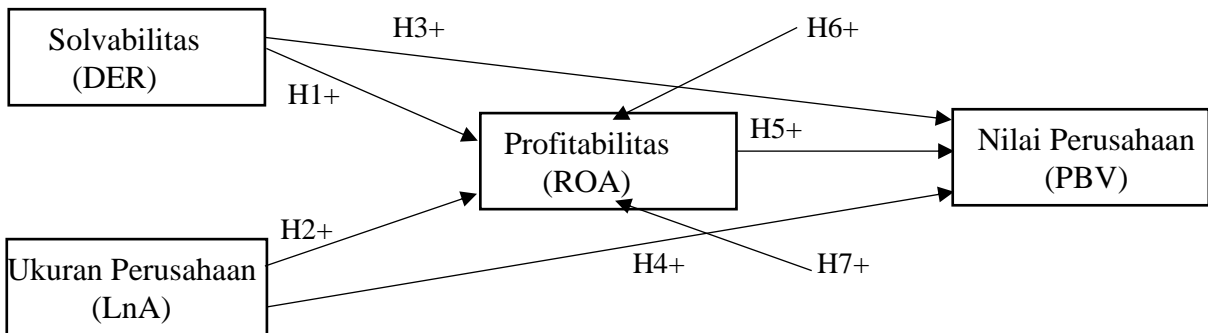 Solvabilitas
(DER)
H3+
H6+
H1+
Profitabilitas
(ROA)
H5+
Nilai Perusahaan
(PBV)
H2+
Ukuran Perusahaan
(LnA)
H4+
H7+